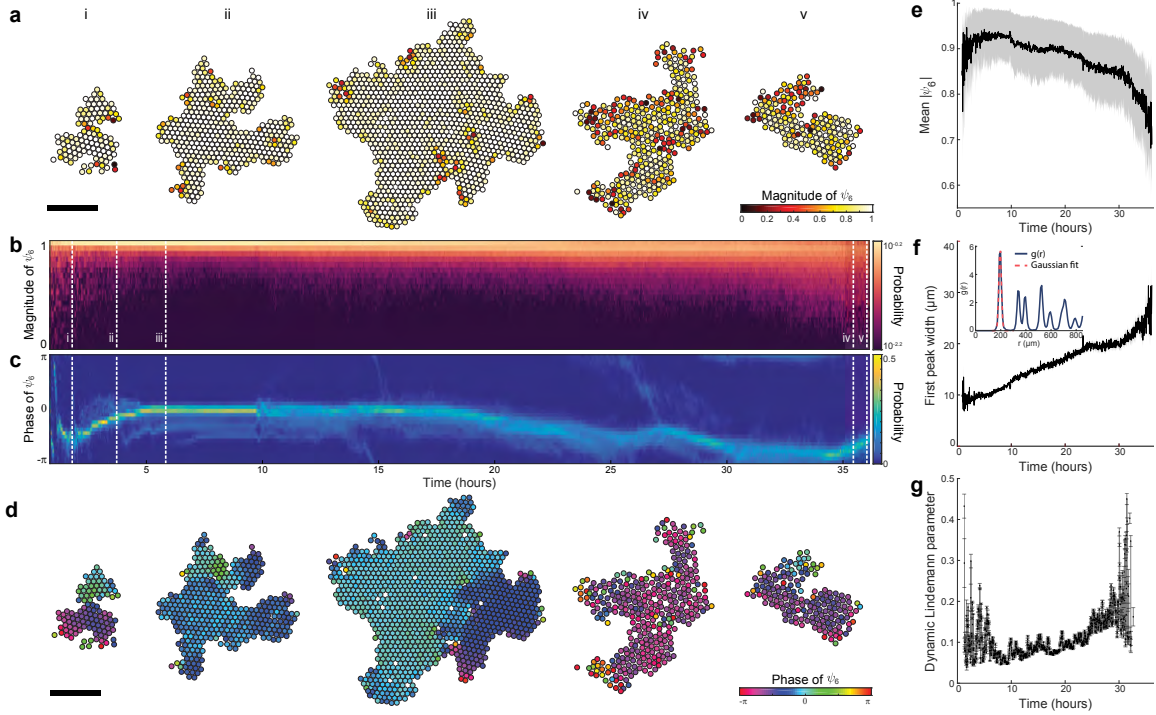 i ii iii iv v
a
Magnitude of ψ₆
0 0.2 0.4 0.6 0.8 1
b
Magnitude of ψ₆
1
0
i ii iii iv v
10^-0.2
Probability
10^-2.2
c
Phase of ψ₆
π
0
-π
0.5
Probability
0
5 10 15 20 25 30 35
Time (hours)
d
Phase of ψ₆
-π 0 π
e
Mean |ψ₆|
1
0.9
0.8
0.7
0.6
0 10 20 30
Time (hours)
f
First peak width (μm)
40
30
20
10
0
g(r)
6
4
2
0
g(r)
Gaussian fit
0 200 400 600 800
r (μm)
0 10 20 30
Time (hours)
g
Dynamic Lindemann parameter
0.5
0.4
0.3
0.2
0.1
0
0 10 20 30
Time (hours)